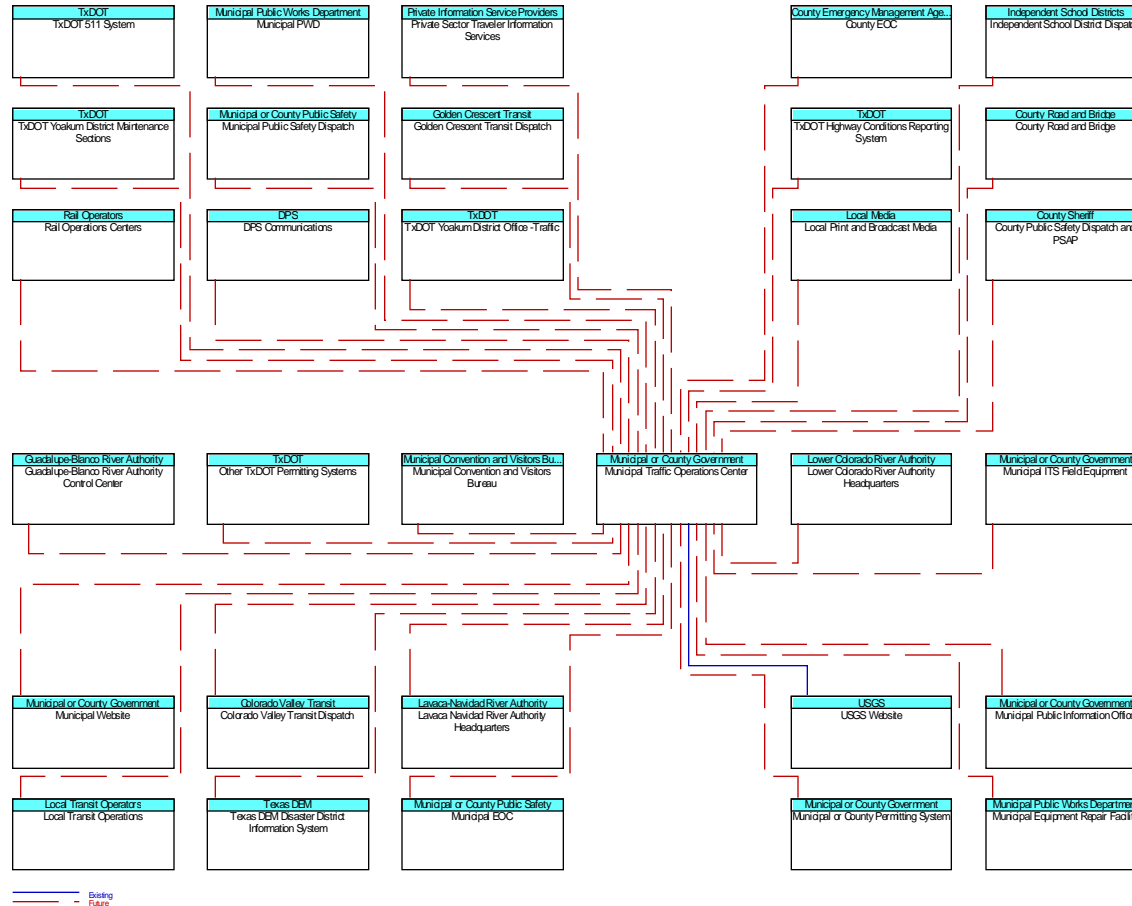 TxDOT
TxDOT 511 System
Municipal Public Works Department
Municipal PWD
Private Information Service Providers
Private Sector Traveler Information
Services
County Emergency Management Age...
County EOC
Independent School Districts
Independent School District Dispatc
TxDOT
TxDOT Yoakum District Maintenance
Sections
Municipal or County Public Safety
Municipal Public Safety Dispatch
Golden Crescent Transit
Golden Crescent Transit Dispatch
TxDOT
TxDOT Highway Conditions Reporting
System
County Road and Bridge
County Road and Bridge
Rail Operators
Rail Operations Centers
DPS
DPS Communications
TxDOT
TxDOT Yoakum District Office -Traffic
Local Media
Local Print and Broadcast Media
County Sheriff
County Public Safety Dispatch and
PSAP
Guadalupe-Blanco River Authority
Guadalupe-Blanco River Authority
Control Center
TxDOT
Other TxDOT Permitting Systems
Municipal Convention and Visitors Bu...
Municipal Convention and Visitors
Bureau
Municipal or County Government
Municipal Traffic Operations Center
Lower Colorado River Authority
Lower Colorado River Authority
Headquarters
Municipal or County Government
Municipal ITS Field Equipment
Municipal or County Government
Municipal Website
Colorado Valley Transit
Colorado Valley Transit Dispatch
Lavaca-Navidad River Authority
Lavaca Navidad River Authority
Headquarters
USGS
USGS Website
Municipal or County Government
Municipal Public Information Office
Local Transit Operators
Local Transit Operations
Texas DEM
Texas DEM Disaster District
Information System
Municipal or County Public Safety
Municipal EOC
Municipal or County Government
Municipal or County Permitting System
Municipal Public Works Departmen
Municipal Equipment Repair Facilit
Existing
Future